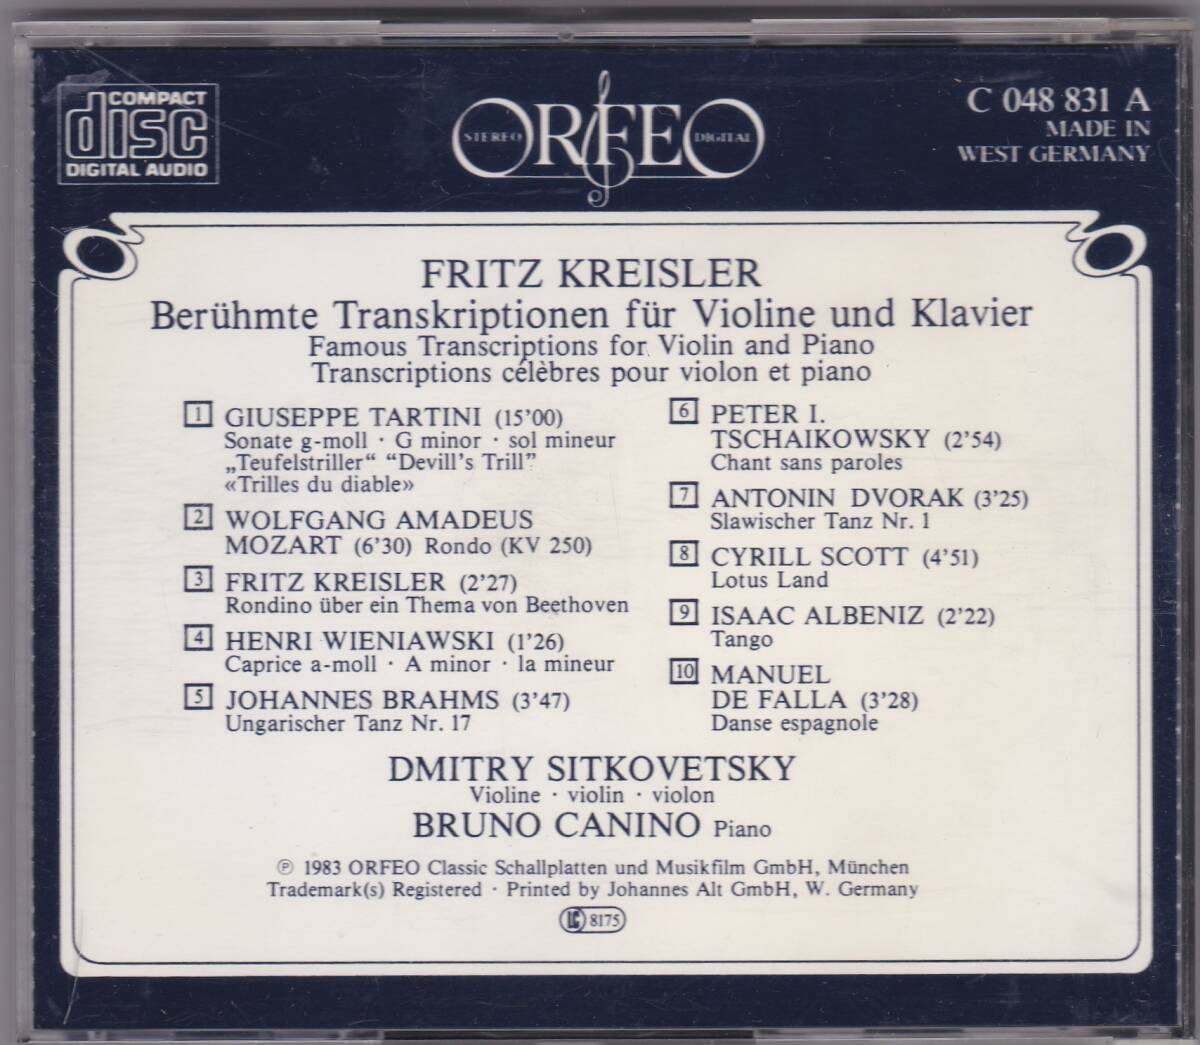 COMPACT
disc
DIGITAL AUDIO
STEREO ORFEO DIGITAL
C 048 831 A
MADE IN
WEST GERMANY
FRITZ KREISLER
Berühmte Transkriptionen für Violine und Klavier
Famous Transcriptions for Violin and Piano
Transcriptions célèbres pour violon et piano
1 GIUSEPPE TARTINI (15'00)
Sonate g-moll · G minor · sol mineur
„Teufelstriller“ “Devill's Trill”
«Trilles du diable»
2 WOLFGANG AMADEUS
MOZART (6'30) Rondo (KV 250)
3 FRITZ KREISLER (2'27)
Rondino über ein Thema von Beethoven
4 HENRI WIENIAWSKI (1'26)
Caprice a-moll · A minor · la mineur
5 JOHANNES BRAHMS (3'47)
Ungarischer Tanz Nr. 17
6 PETER I.
TSCHAIKOWSKY (2'54)
Chant sans paroles
7 ANTONIN DVORAK (3'25)
Slawischer Tanz Nr. 1
8 CYRILL SCOTT (4'51)
Lotus Land
9 ISAAC ALBENIZ (2'22)
Tango
10 MANUEL
DE FALLA (3'28)
Danse espagnole
DMITRY SITKOVETSKY
Violine · violin · violon
BRUNO CANINO Piano
℗ 1983 ORFEO Classic Schallplatten und Musikfilm GmbH, München
Trademark(s) Registered · Printed by Johannes Alt GmbH, W. Germany
LC 8175